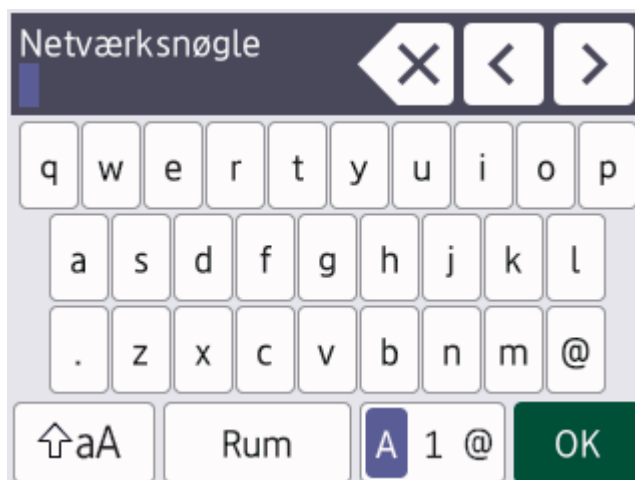 Netværksnøgle
q w e r t y u i o p
a s d f g h j k l
. z x c v b n m @
aA Rum A 1 @ OK